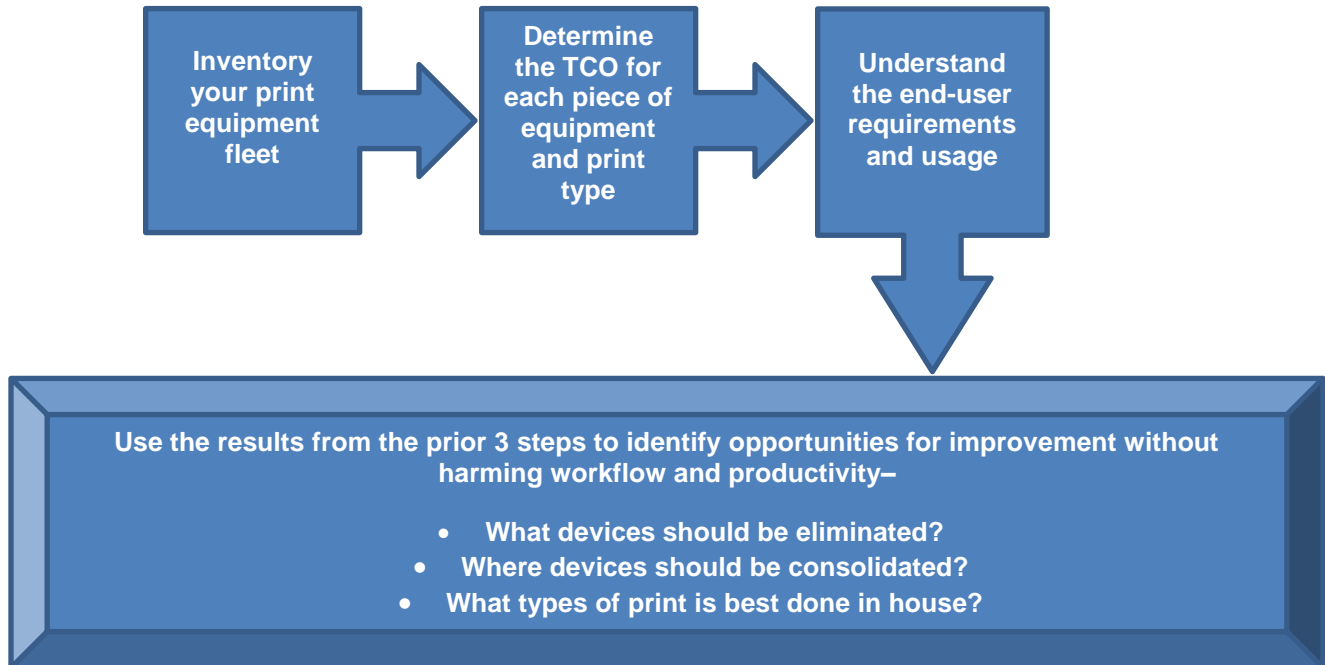 Inventory
your print
equipment
fleet
Determine
the TCO for
each piece of
equipment
and print
type
Understand
the end-user
requirements
and usage
Use the results from the prior 3 steps to identify opportunities for improvement without
harming workflow and productivity–
• What devices should be eliminated?
• Where devices should be consolidated?
• What types of print is best done in house?